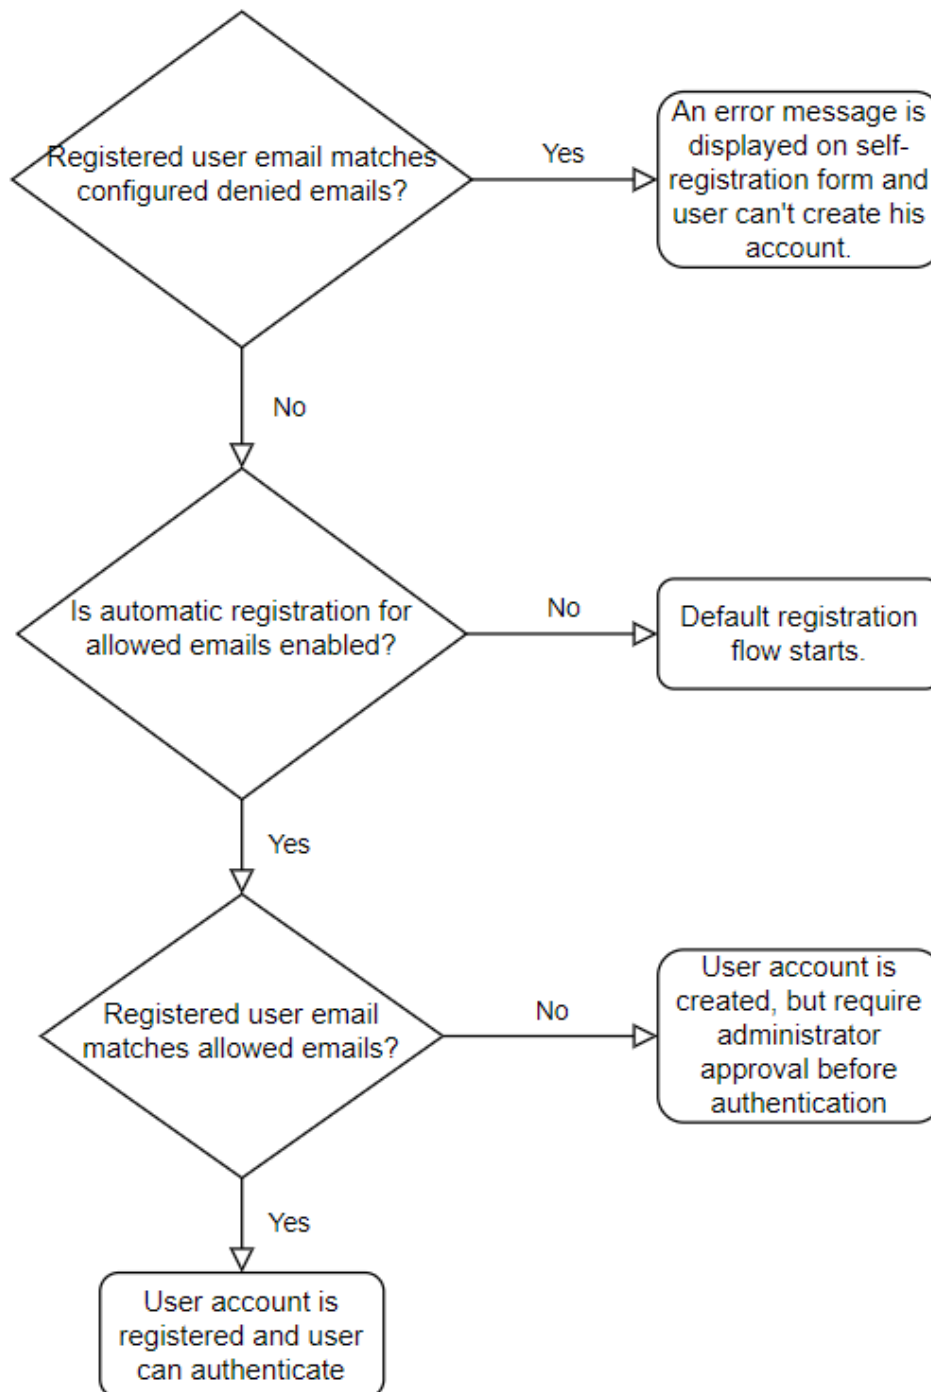 Registered user email matches
configured denied emails?
Yes
An error message is
displayed on self-
registration form and
user can't create his
account.
No
Is automatic registration for
allowed emails enabled?
No
Default registration
flow starts.
Yes
Registered user email
matches allowed emails?
No
User account is
created, but require
administrator
approval before
authentication
Yes
User account is
registered and user
can authenticate